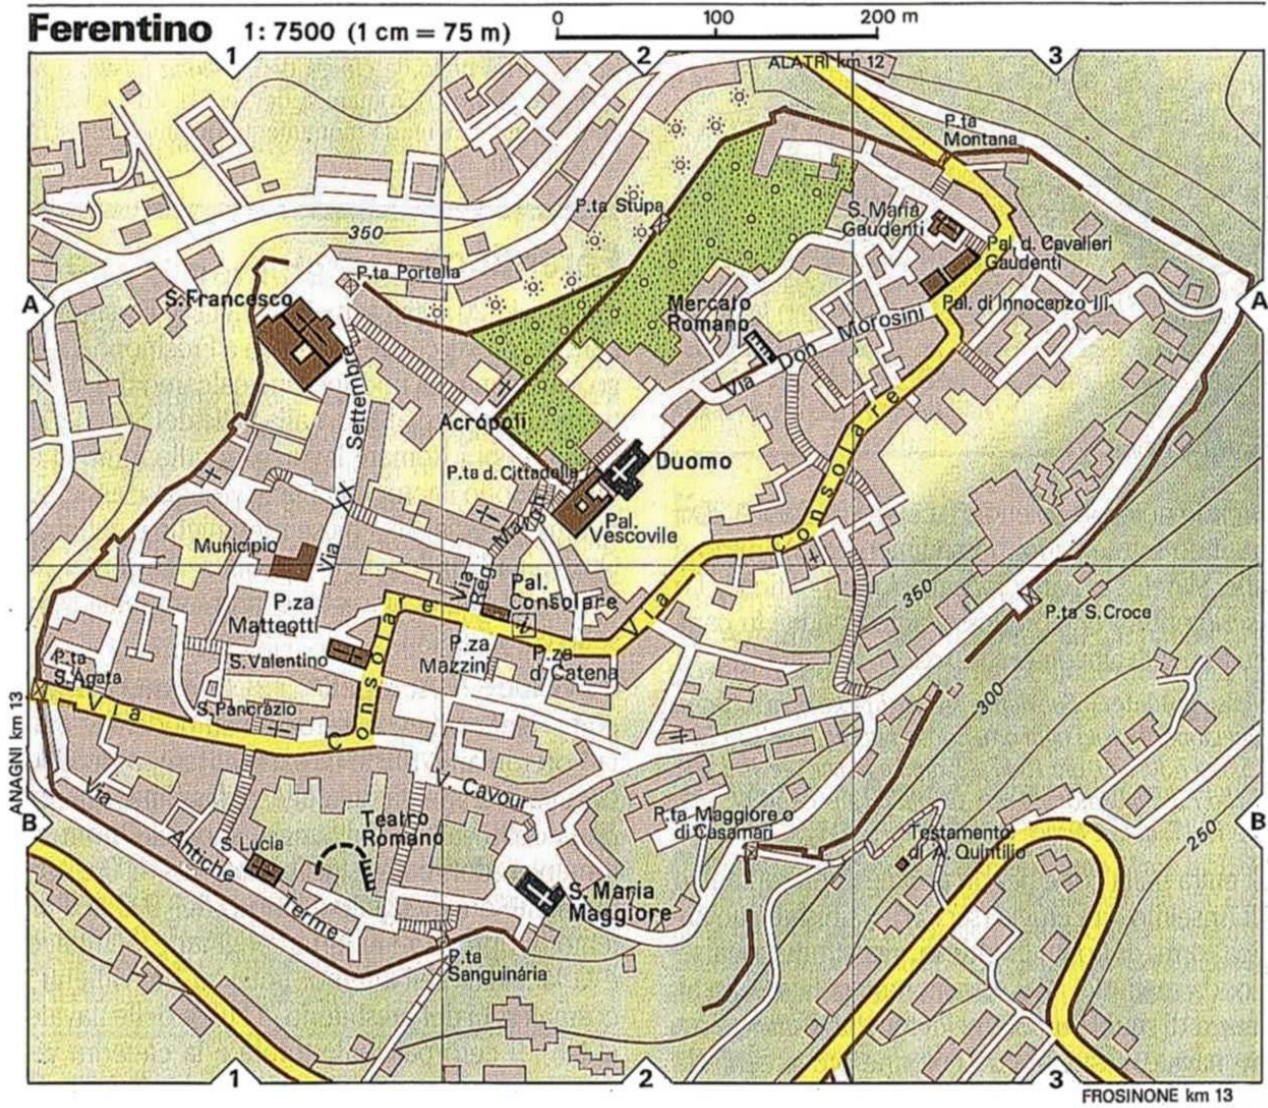 Ferentino 1: 7500 (1 cm = 75 m)
0 100 200 m
1 2 3
ALATRI km 12
P.ta
Montana
P.ta Stupa
S. Maria
Gaudenti
350
Pal. d. Cavalieri
Gaudenti
P.ta Portella
S. Francesco
A
Mercato
Romano
Pal. di Innocenzo III
A
Via Don Morosini
Via XX Settembre
Acrópoli
Via Consolare
P.ta d. Cittadella
Duomo
Pal.
Vescovile
Via Reg. Margh.
Municipio
Pal.
Consolare
350
P.ta S. Croce
P.za
Matteotti
P.za
Mazzini
P.za
d. Catena
S. Valentino
P.ta
S. Agata
S. Pancrazio
300
Via Consolare
ANAGNI km 13
V. Cavour
Via Antiche Terme
Teatro
Romano
P.ta Maggiore o
di Casamari
B
Testamento
di A. Quintilio
250
B
S. Lucia
S. Maria
Maggiore
P.ta
Sanguinária
1 2 3
FROSINONE km 13